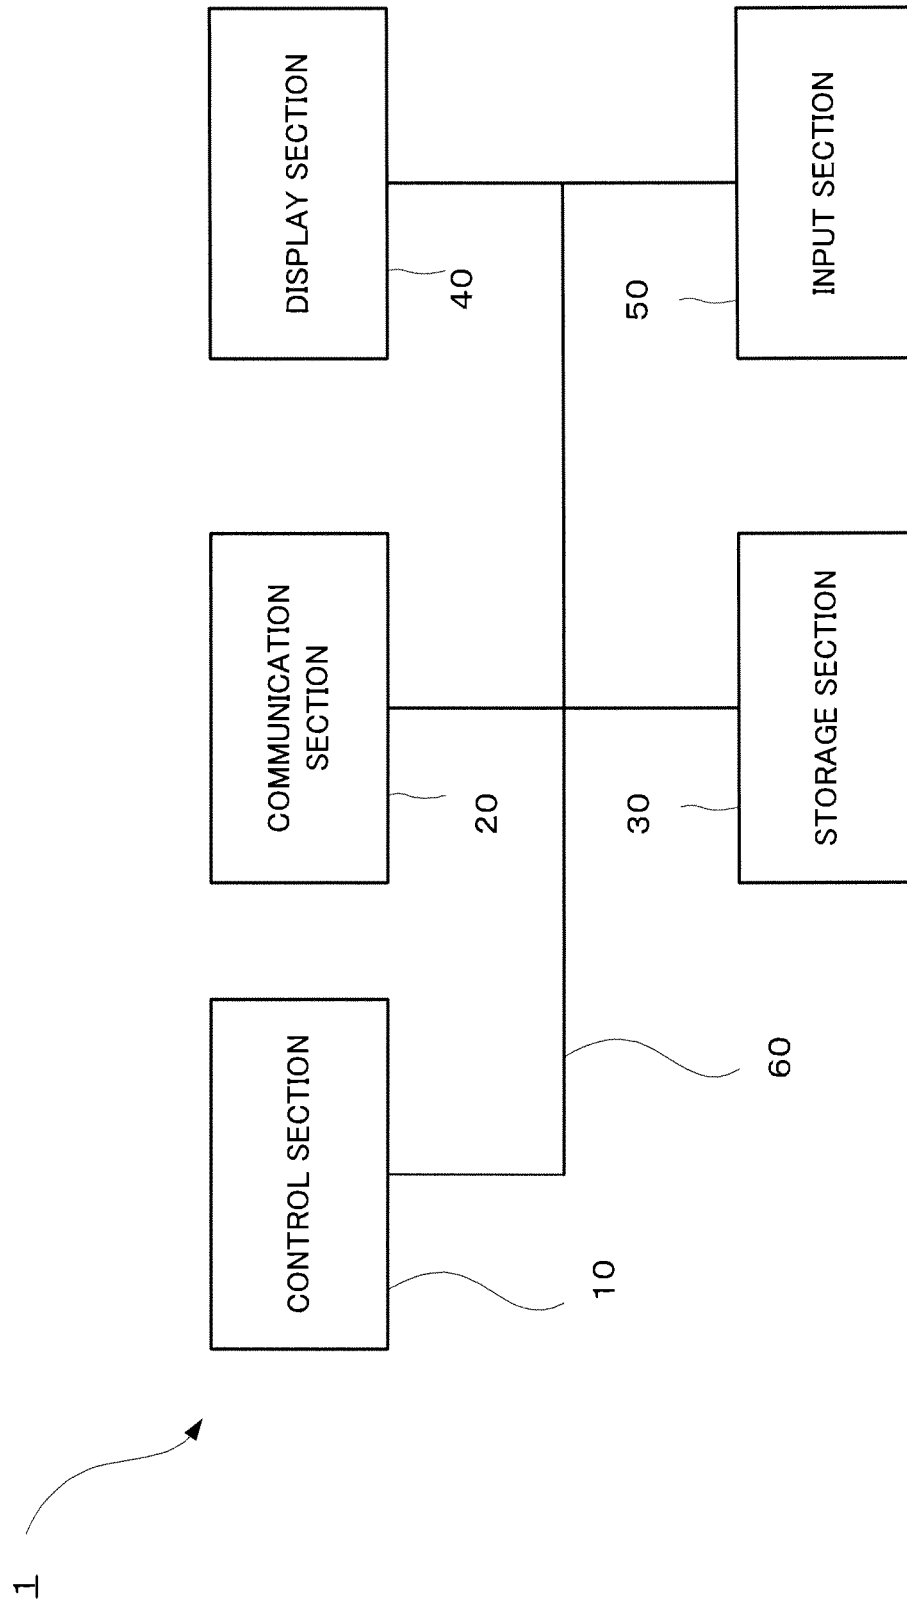 1
CONTROL SECTION
10
COMMUNICATION
SECTION
20
DISPLAY SECTION
40
60
30
STORAGE SECTION
50
INPUT SECTION